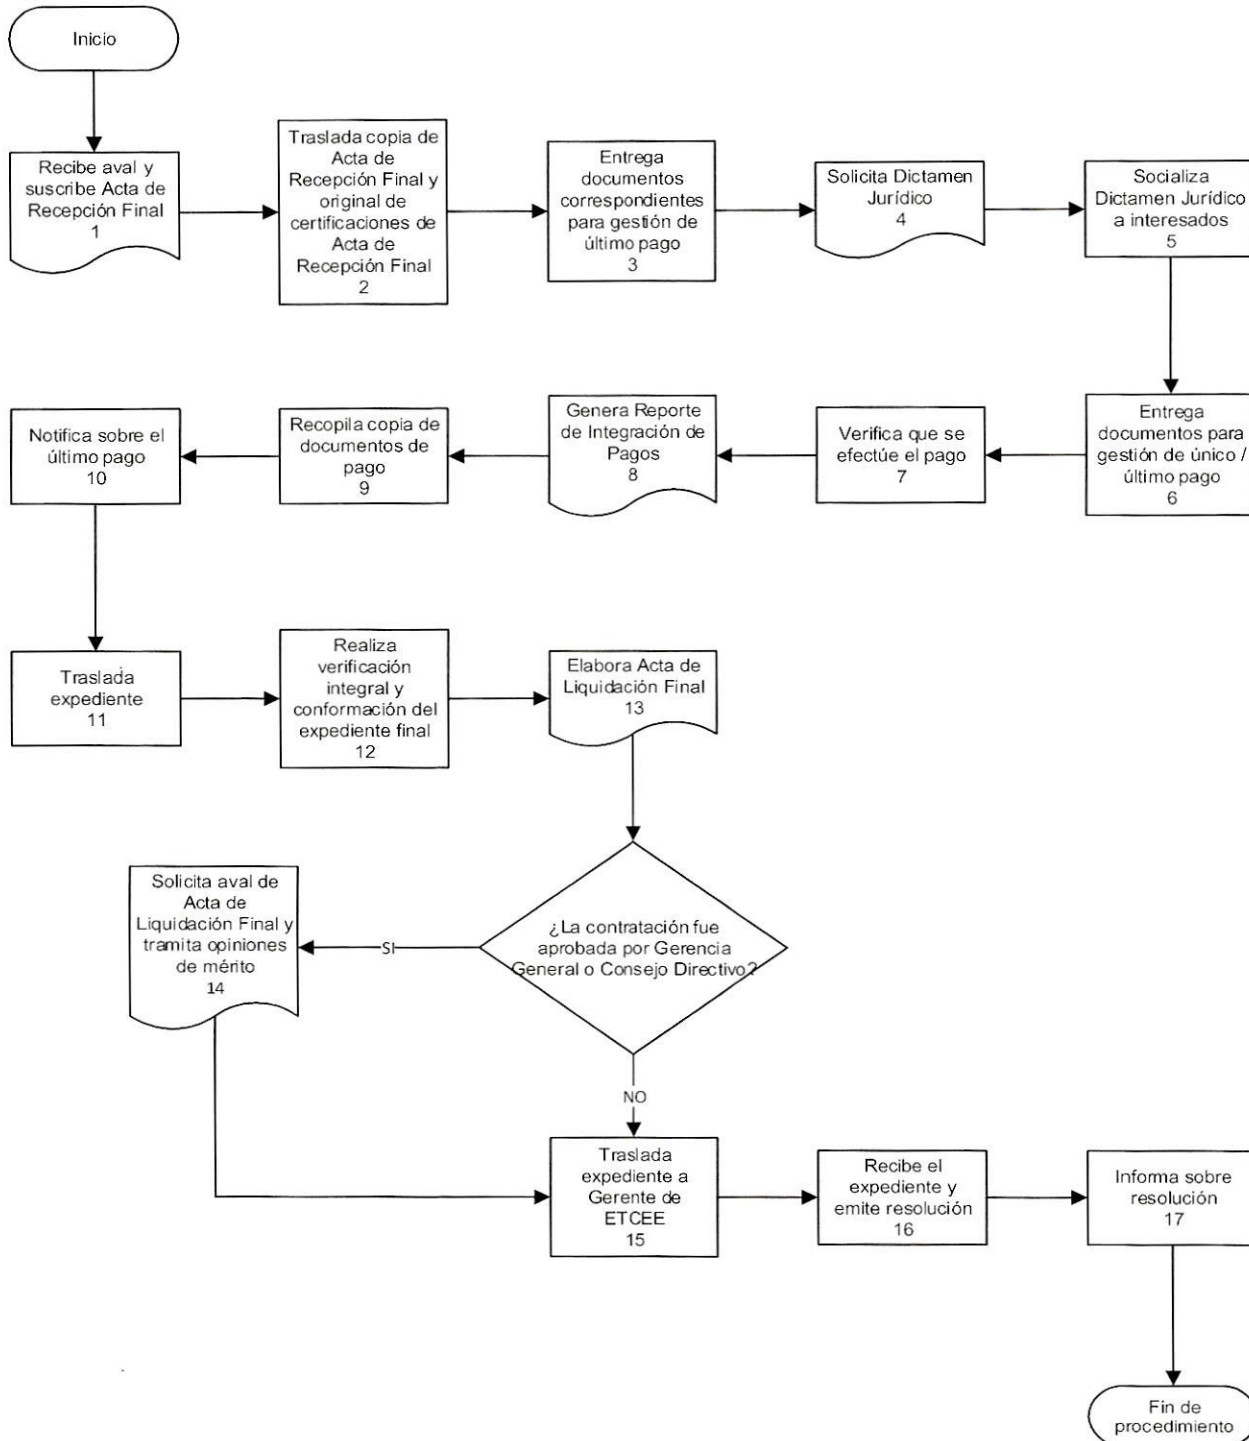 Inicio
Recibe aval y
suscribe Acta de
Recepción Final
1
Traslada copia de
Acta de
Recepción Final y
original de
certificaciones de
Acta de
Recepción Final
2
Entrega
documentos
correspondientes
para gestión de
último pago
3
Solicita Dictamen
Jurídico
4
Socializa
Dictamen Jurídico
a interesados
5
Entrega
documentos para
gestión de único /
último pago
6
Verifica que se
efectúe el pago
7
Genera Reporte
de Integración de
Pagos
8
Recopila copia de
documentos de
pago
9
Notifica sobre el
último pago
10
Traslada
expediente
11
Realiza
verificación
integral y
conformación del
expediente final
12
Elabora Acta de
Liquidación Final
13
¿La contratación fue
aprobada por Gerencia
General o Consejo Directivo?
SI
Solicita aval de
Acta de
Liquidación Final y
tramita opiniones
de mérito
14
NO
Traslada
expediente a
Gerente de
ETCEE
15
Recibe el
expediente y
emite resolución
16
Informa sobre
resolución
17
Fin de
procedimiento